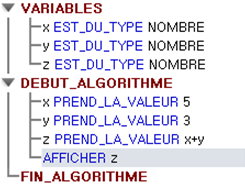 VARIABLES
x EST_DU_TYPE NOMBRE
y EST_DU_TYPE NOMBRE
z EST_DU_TYPE NOMBRE
DEBUT_ALGORITHME
x PREND_LA_VALEUR 5
y PREND_LA_VALEUR 3
z PREND_LA_VALEUR x+y
AFFICHER z
FIN_ALGORITHME